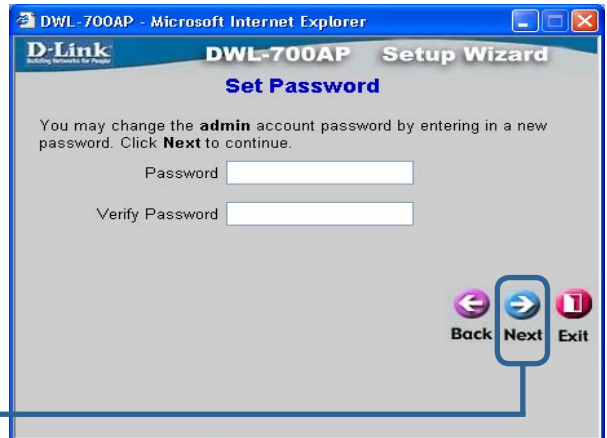 DWL-700AP - Microsoft Internet Explorer
D-Link
Building Networks for People
DWL-700AP Setup Wizard
Set Password
You may change the admin account password by entering in a new
password. Click Next to continue.
Password
Verify Password
Back Next Exit